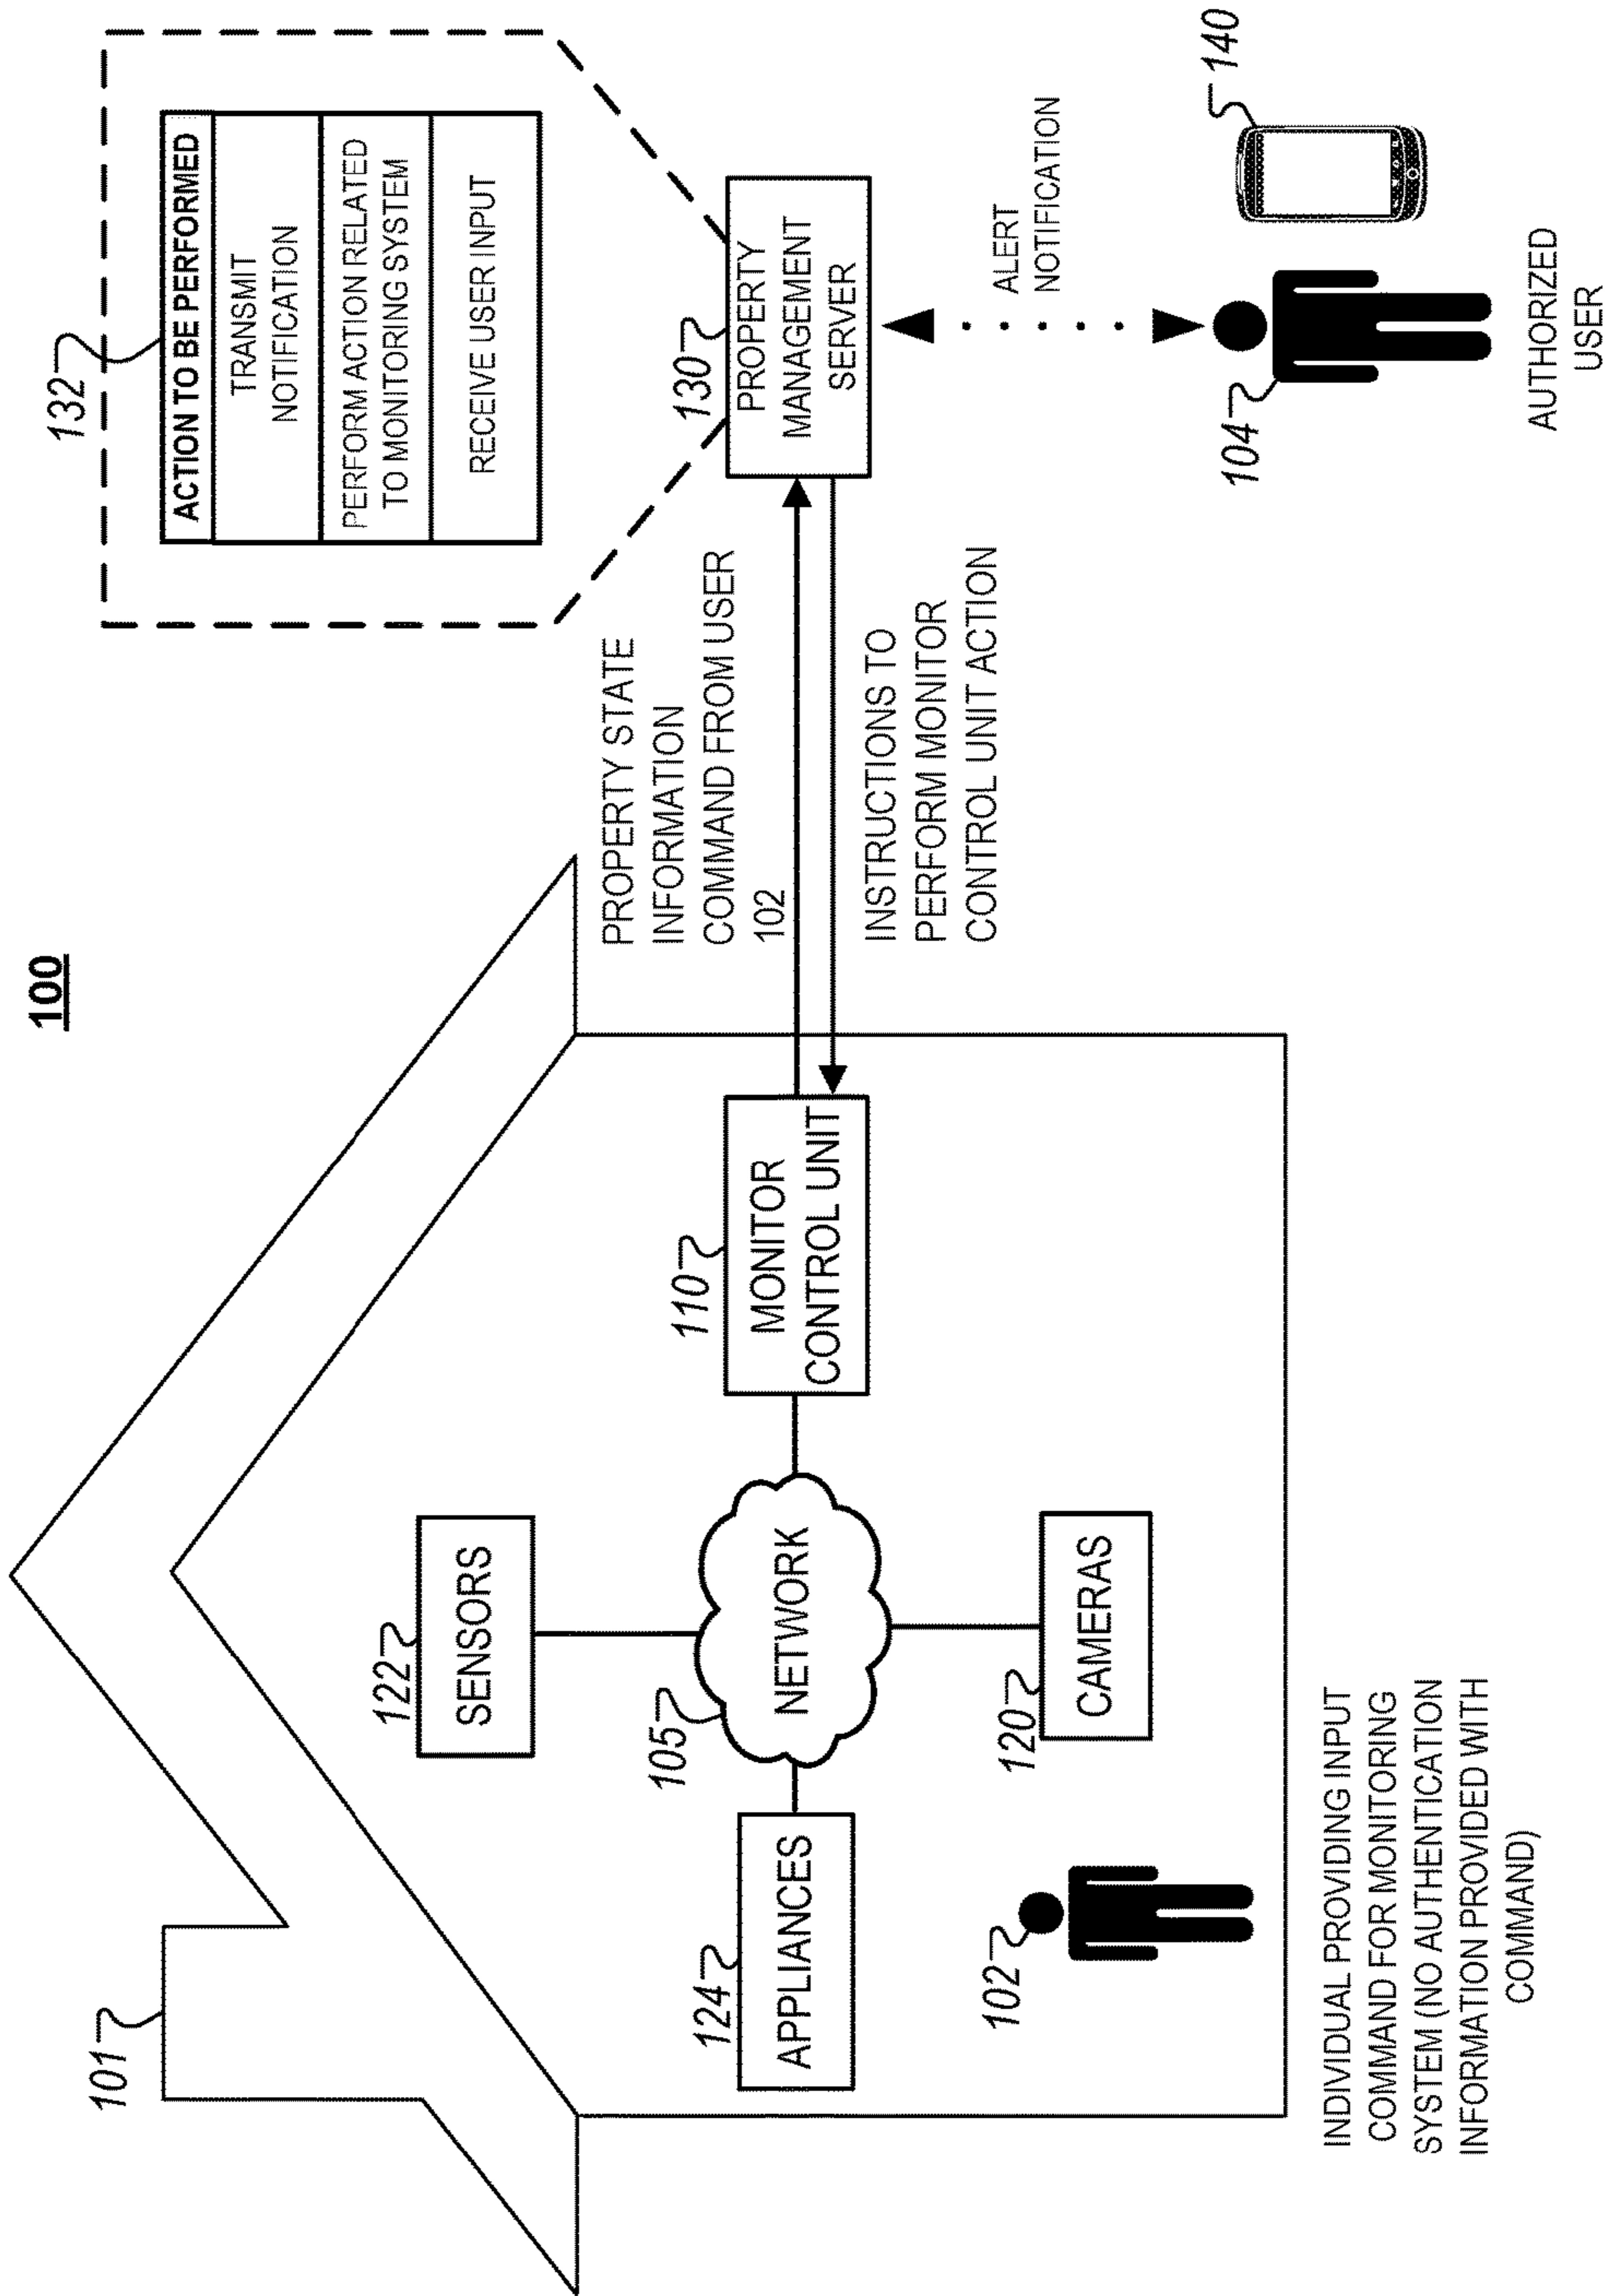 100
101
132
ACTION TO BE PERFORMED
TRANSMIT
NOTIFICATION
PERFORM ACTION RELATED
TO MONITORING SYSTEM
RECEIVE USER INPUT
122
SENSORS
105
NETWORK
124
APPLIANCES
120
CAMERAS
110
MONITOR
CONTROL UNIT
102
PROPERTY STATE
INFORMATION
COMMAND FROM USER
102
INSTRUCTIONS TO
PERFORM MONITOR
CONTROL UNIT ACTION
130
PROPERTY
MANAGEMENT
SERVER
ALERT
NOTIFICATION
104
140
AUTHORIZED
USER
INDIVIDUAL PROVIDING INPUT
COMMAND FOR MONITORING
SYSTEM (NO AUTHENTICATION
INFORMATION PROVIDED WITH
COMMAND)